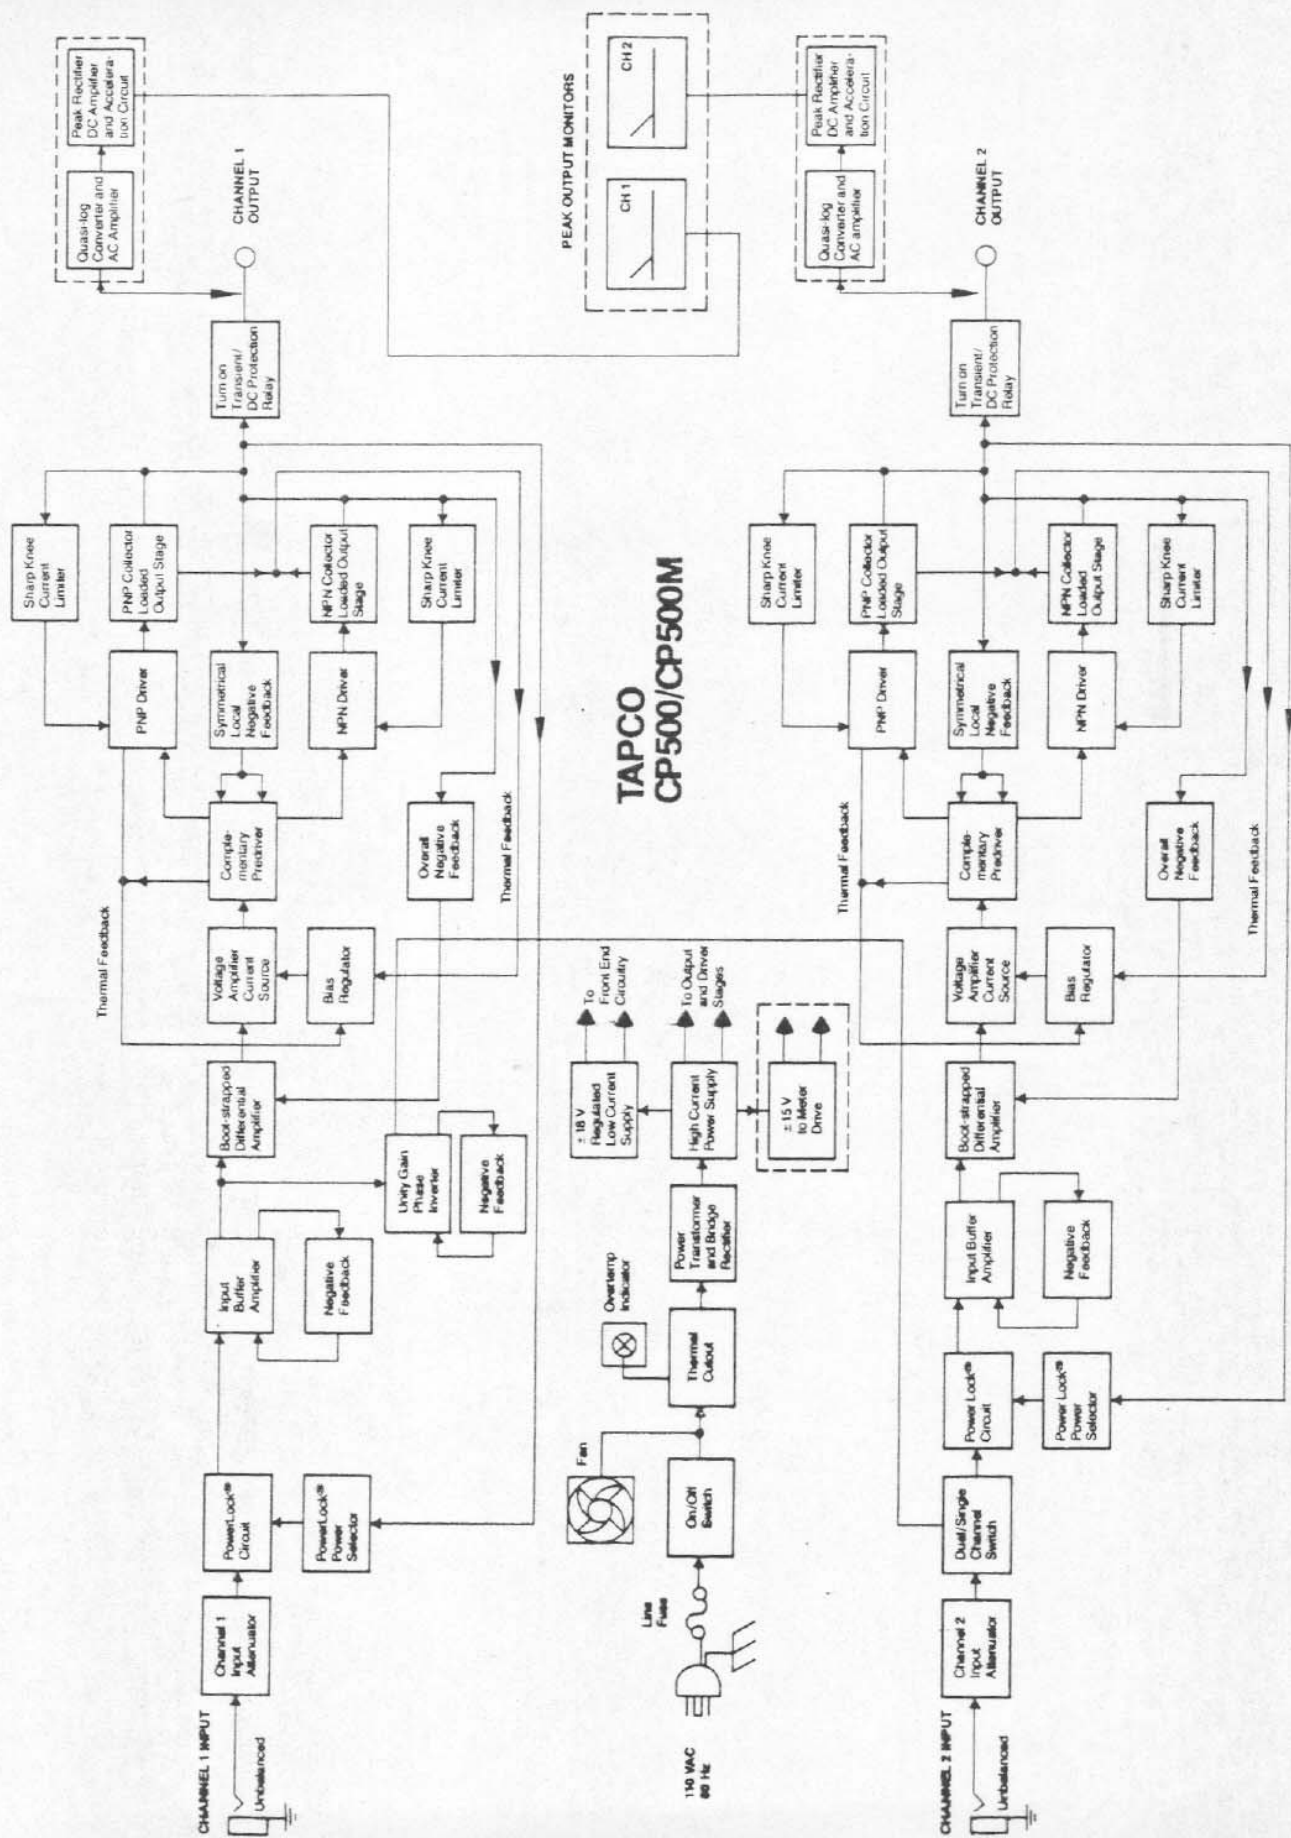 Peak Rectifier
DC Amplifier
and Accelera-
tion Circuit
Quasi-log
Converter and
AC Amplifier
CHANNEL 1
OUTPUT
Turn on
Transient/
DC Protection
Relay
Sharp Knee
Current
Limiter
PNP Collector
Loaded
Output Stage
NPN Collector
Loaded Output
Stage
Sharp Knee
Current
Limiter
PNP Driver
Symmetrical
Local
Negative
Feedback
NPN Driver
Comple-
mentary
Predriver
Overall
Negative
Feedback
Thermal Feedback
Thermal Feedback
Voltage
Amplifier
Current
Source
Bias
Regulator
Boot-strapped
Differential
Amplifier
Unity Gain
Phase
Inverter
Negative
Feedback
Input
Buffer
Amplifier
Negative
Feedback
PowerLock®
Circuit
PowerLock®
Power
Selector
Channel 1
Input
Attenuator
CHANNEL 1 INPUT
Unbalanced
PEAK OUTPUT MONITORS
CH 1
CH 2
TAPCO
CP500/CP500M
To
Front End
Circuitry
To Output
and Driver
Stages
± 18 V
Regulated
Low Current
Supply
High Current
Power Supply
± 15 V
to Meter
Drive
Power
Transformer
and Bridge
Rectifier
Overtemp
Indicator
Thermal
Cutout
Fan
On/Off
Switch
Line
Fuse
110 VAC
60 Hz
Peak Rectifier
DC Amplifier
and Accelera-
tion Circuit
Quasi-log
Converter and
AC amplifier
CHANNEL 2
OUTPUT
Turn on
Transient/
DC Protection
Relay
Sharp Knee
Current
Limiter
PNP Collector
Loaded Output
Stage
NPN Collector
Loaded
Output Stage
Sharp Knee
Current
Limiter
PNP Driver
Symmetrical
Local
Negative
Feedback
NPN Driver
Comple-
mentary
Predriver
Overall
Negative
Feedback
Thermal Feedback
Thermal Feedback
Voltage
Amplifier
Current
Source
Bias
Regulator
Boot-strapped
Differential
Amplifier
Input Buffer
Amplifier
Negative
Feedback
Power Lock®
Circuit
Power Lock®
Power
Selector
Dual/Single
Channel
Switch
Channel 2
Input
Attenuator
CHANNEL 2 INPUT
Unbalanced